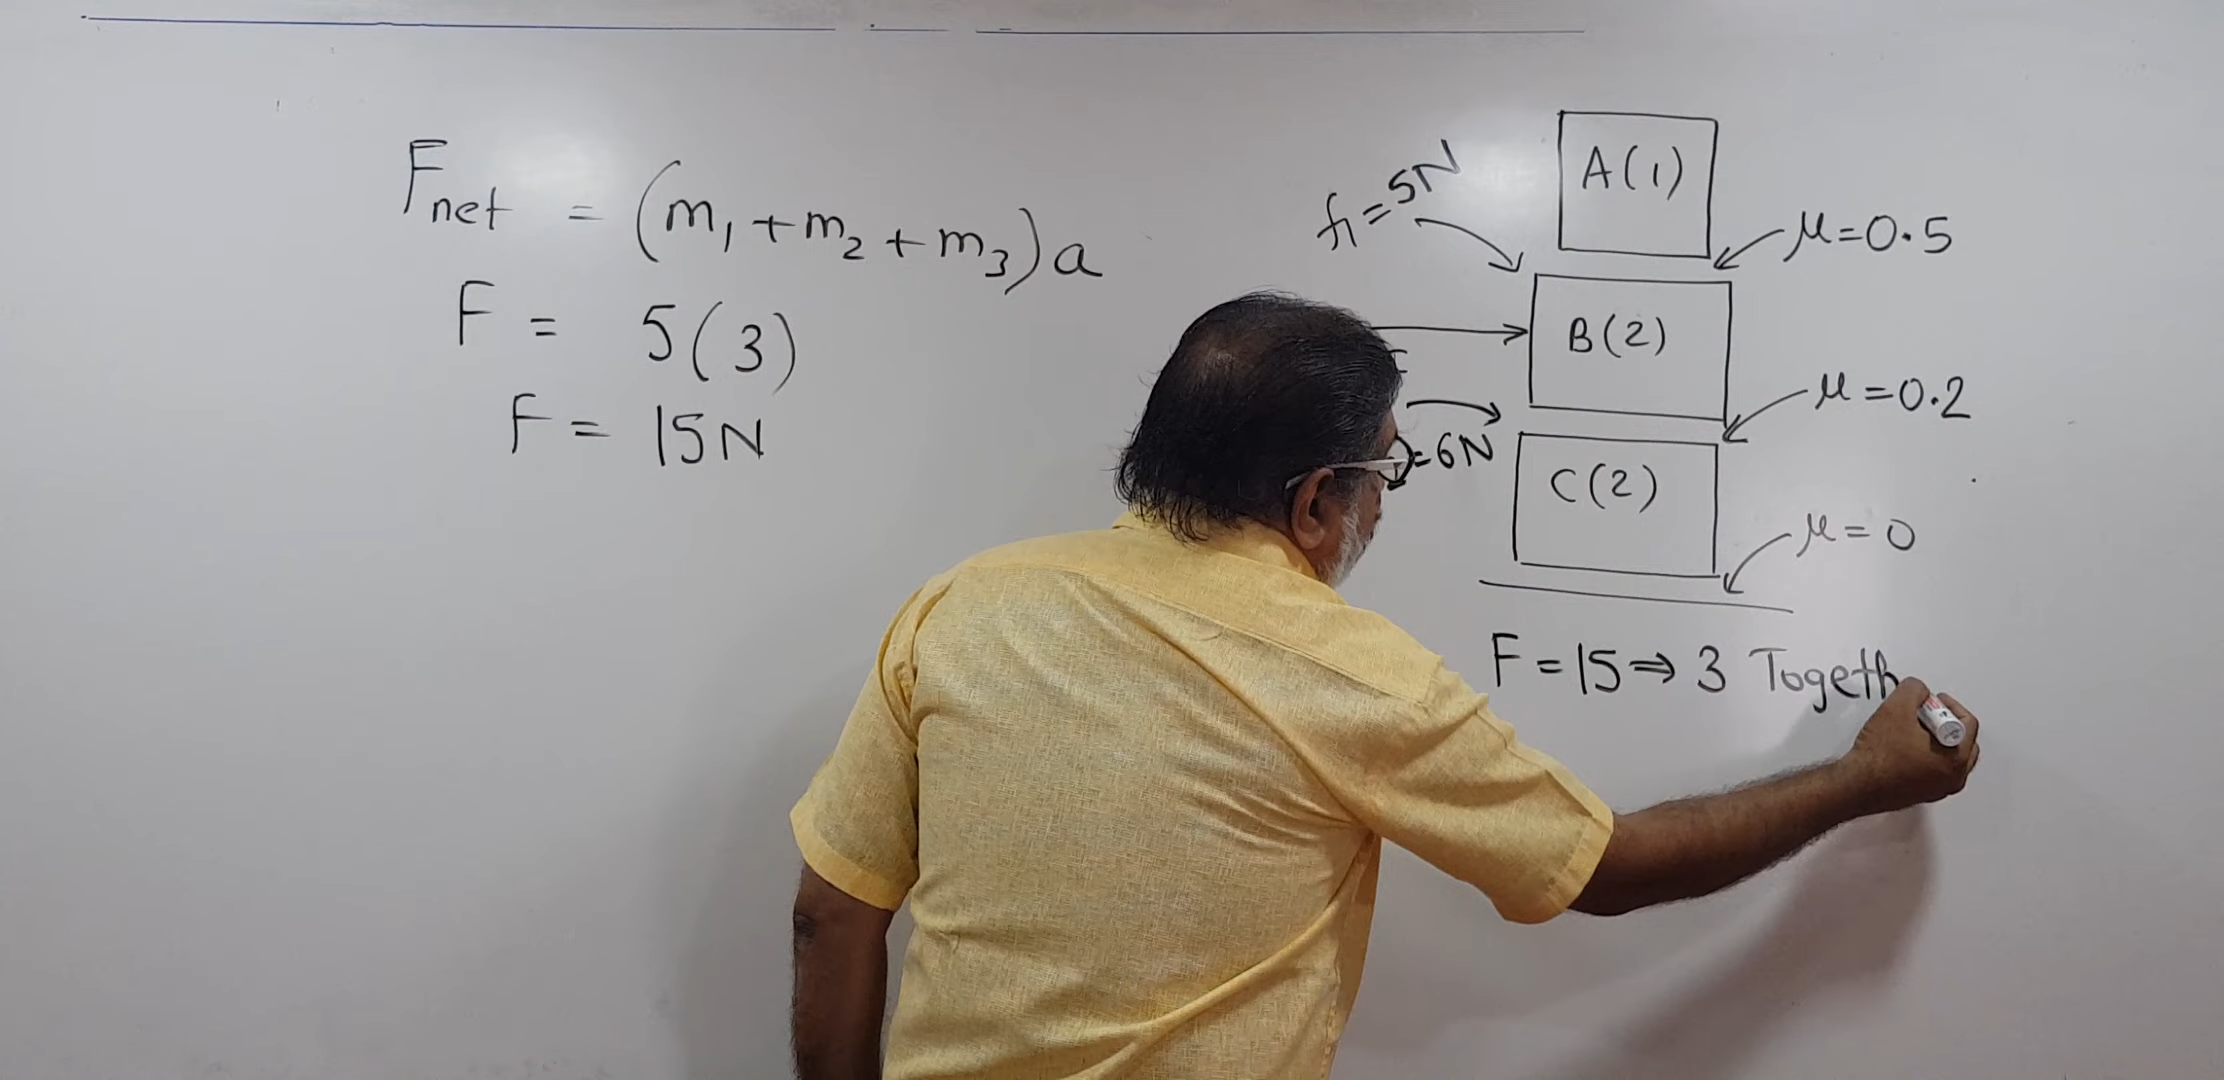 Fnet = (m₁ + m₂ + m₃) a
F = 5(3)
F = 15N
A(1)
f₁ = 5N
μ = 0.5
B(2)
μ = 0.2
= 6N
C(2)
μ = 0
F = 15 ⇒ 3 Togeth